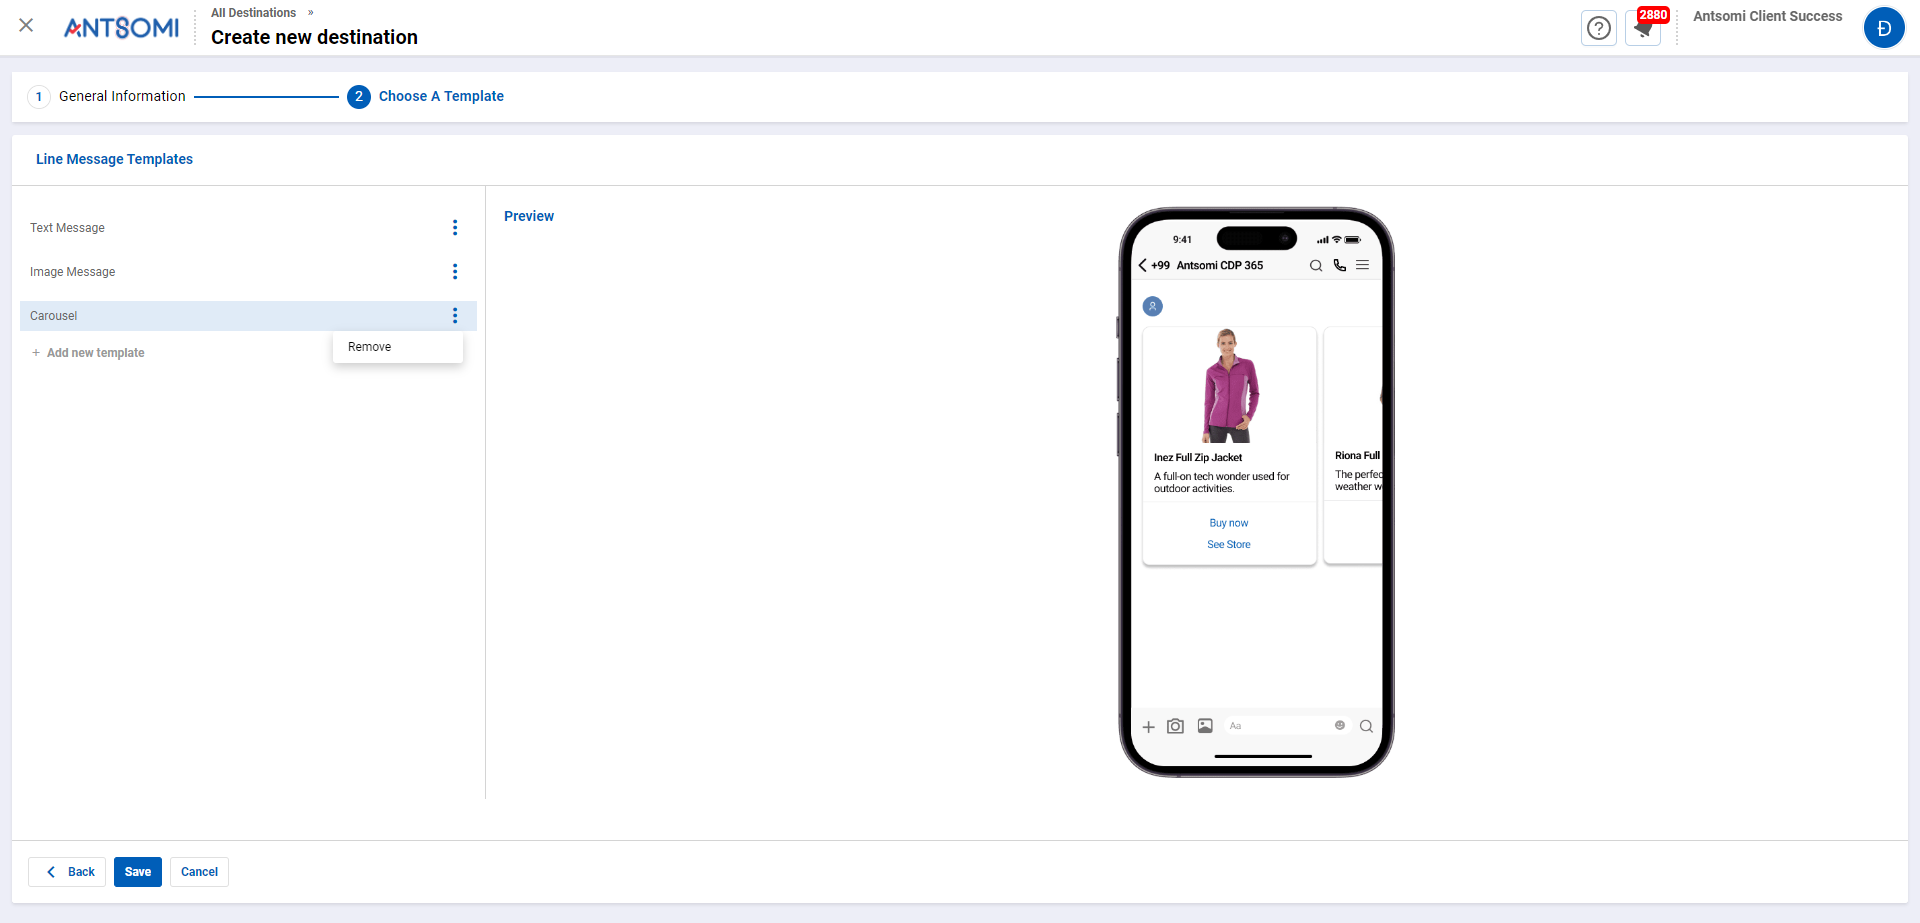 ANTSOMI
All Destinations »
Create new destination
2880
Antsomi Client Success
Đ
1 General Information
2 Choose A Template
Line Message Templates
Text Message
Image Message
Carousel
Remove
+ Add new template
Preview
9:41
+99 Antsomi CDP 365
Inez Full Zip Jacket
A full-on tech wonder used for
outdoor activities.
Buy now
See Store
Riona Full
The perfec
weather w
Aa
Back
Save
Cancel